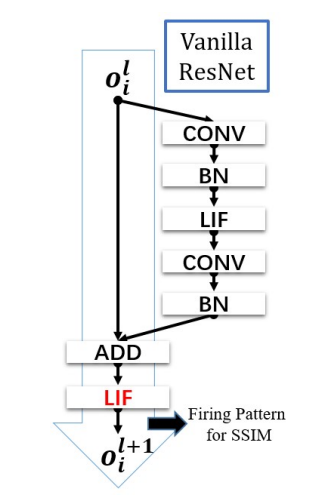 Vanilla
ResNet
o_i^l
CONV
BN
LIF
CONV
BN
ADD
LIF
Firing Pattern
for SSIM
o_i^{l+1}